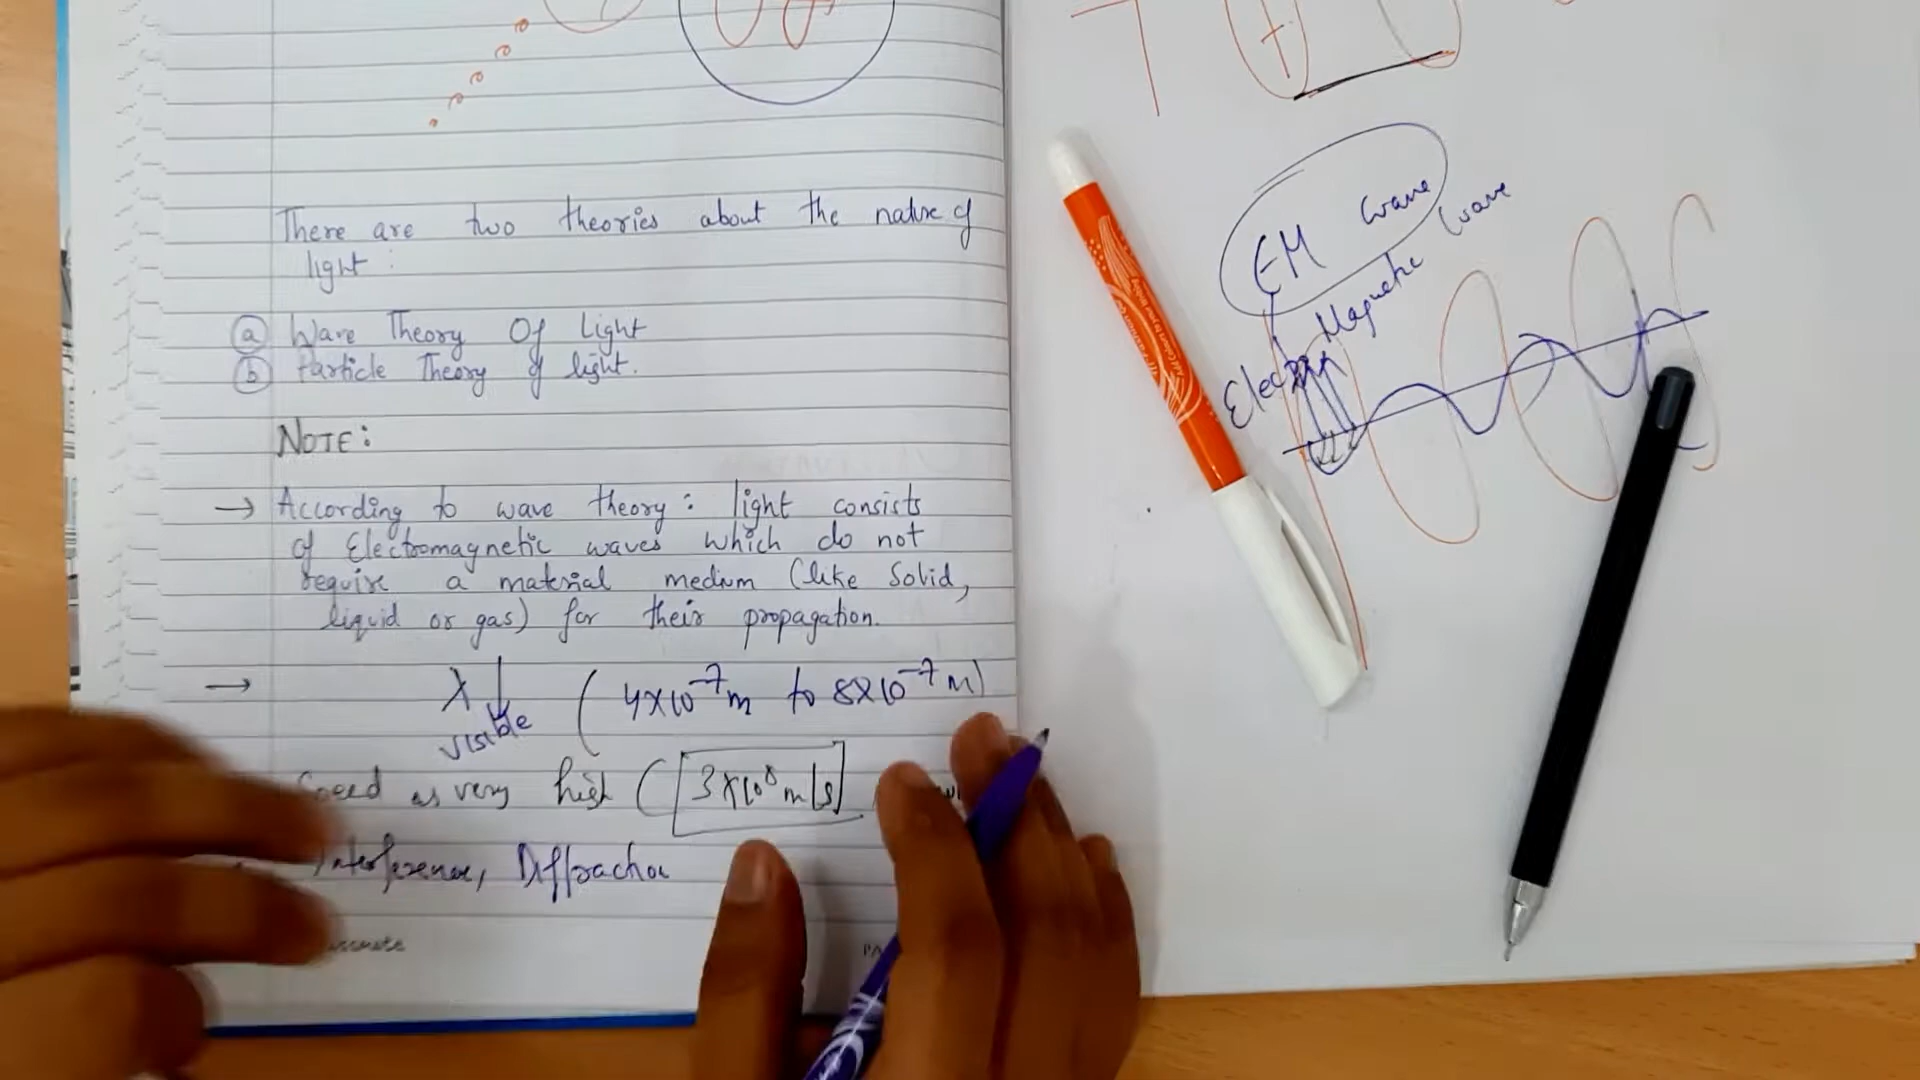 There are two theories about the nature of
light :
(a) Wave Theory Of Light
(b) Particle Theory of light.
NOTE:
→ According to wave theory: light consists
of Electromagnetic waves which do not
require a material medium (like Solid,
liquid or gas) for their propagation.
→ λ↓ visible (4×10⁻⁷m to 8×10⁻⁷m)
Speed as very high (3×10⁸ m/s)
Interference, Diffraction
EM wave
Electro Magnetic Wave